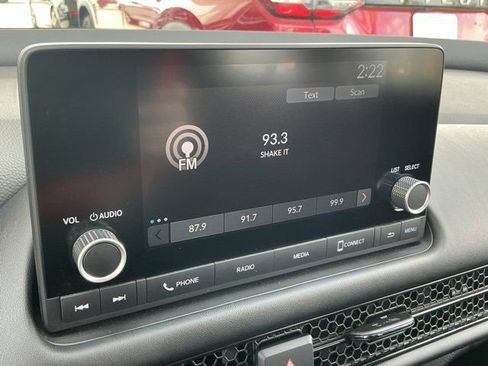 2:22
Text Scan
93.3
SHAKE IT
FM
LIST SELECT
VOL AUDIO
87.9 91.7 95.7 99.9
PHONE RADIO MEDIA CONNECT MENU